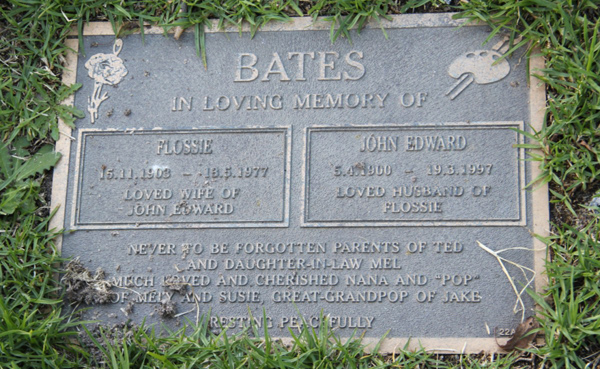 BATES
IN LOVING MEMORY OF
FLOSSIE
15.11.1903 – 18.5.1977
LOVED WIFE OF
JOHN EDWARD
JOHN EDWARD
5.4.1900 – 19.3.1997
LOVED HUSBAND OF
FLOSSIE
NEVER TO BE FORGOTTEN PARENTS OF TED
AND DAUGHTER-IN-LAW MEL
MUCH LOVED AND CHERISHED NANA AND "POP"
OF MELY AND SUSIE, GREAT-GRANDPOP OF JAKE
RESTING PEACEFULLY
22A